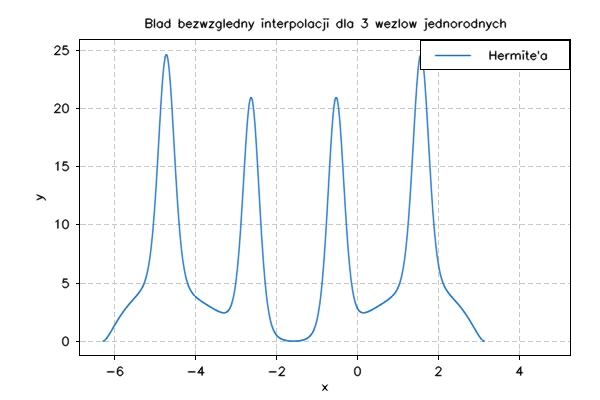 Blad bezwzgledny interpolacji dla 3 wezlow jednorodnych
Hermite'a
25
20
15
10
5
0
y
−6 −4 −2 0 2 4
x